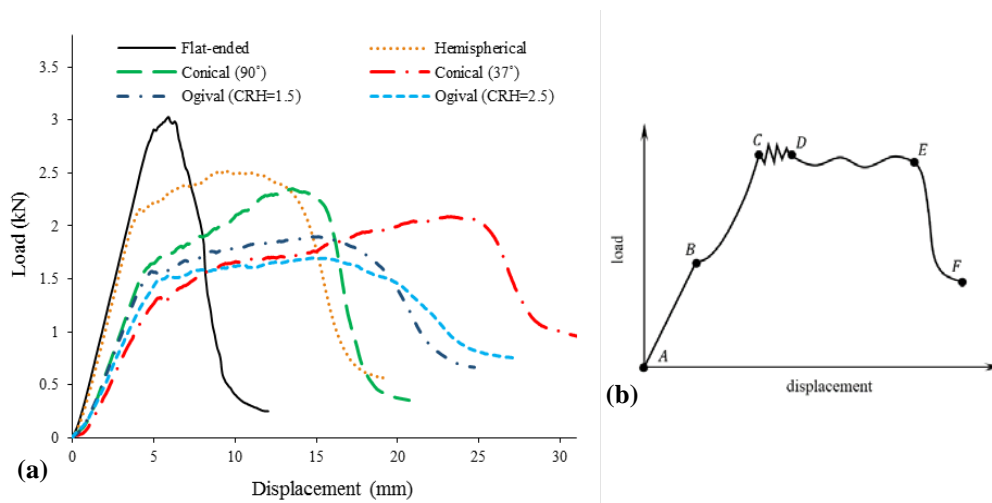 Flat-ended
Hemispherical
Conical (90˚)
Conical (37˚)
Ogival (CRH=1.5)
Ogival (CRH=2.5)
3.5
3
2.5
2
1.5
1
0.5
0
Load (kN)
0 5 10 15 20 25 30
Displacement (mm)
(a)
load
A
B
C
D
E
F
displacement
(b)